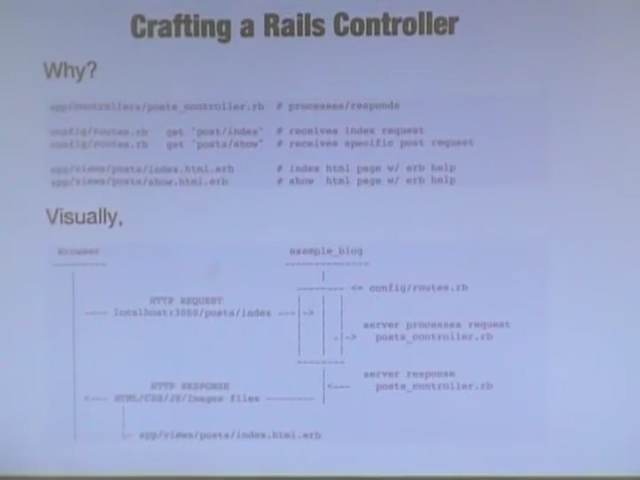 Crafting a Rails Controller
Why?
app/controllers/posts_controller.rb # processes/responds
config/routes.rb get 'post/index' # receives index request
config/routes.rb get 'posts/show' # receives specific post request
app/views/posts/index.html.erb # index html page w/ erb help
app/views/posts/show.html.erb # show html page w/ erb help
Visually,
Browser example_blog
<= config/routes.rb
HTTP REQUEST
localhost:3000/posts/index
server processes request
posts_controller.rb
server response
HTTP RESPONSE posts_controller.rb
HTML/CSS/JS/Images files
app/views/posts/index.html.erb